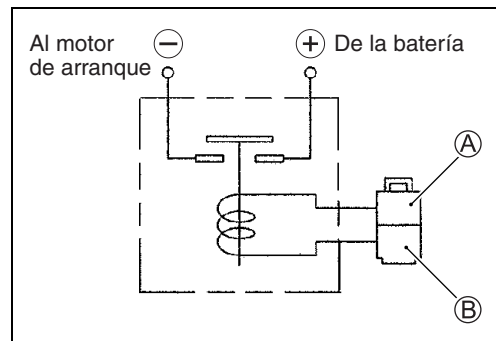 Al motor
de arranque
− + De la batería
A
B